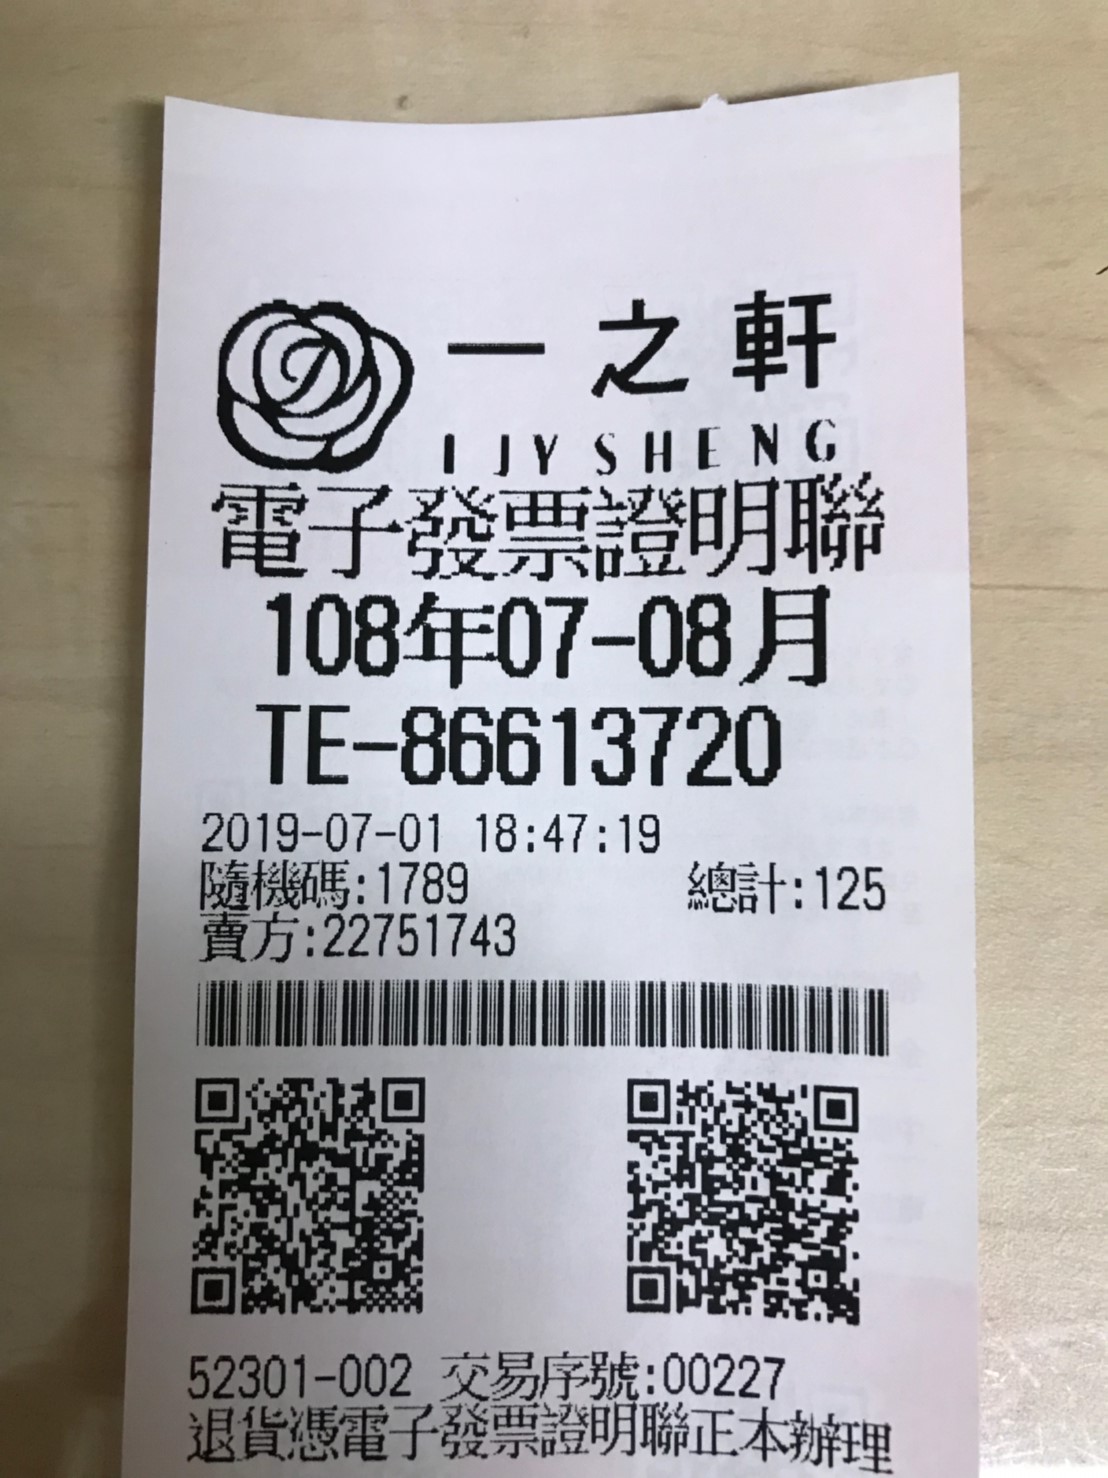 一之軒
IJYSHENG
電子發票證明聯
108年07-08月
TE-86613720
2019-07-01 18:47:19
隨機碼:1789 總計:125
賣方:22751743
52301-002 交易序號:00227
退貨憑電子發票證明聯正本辦理